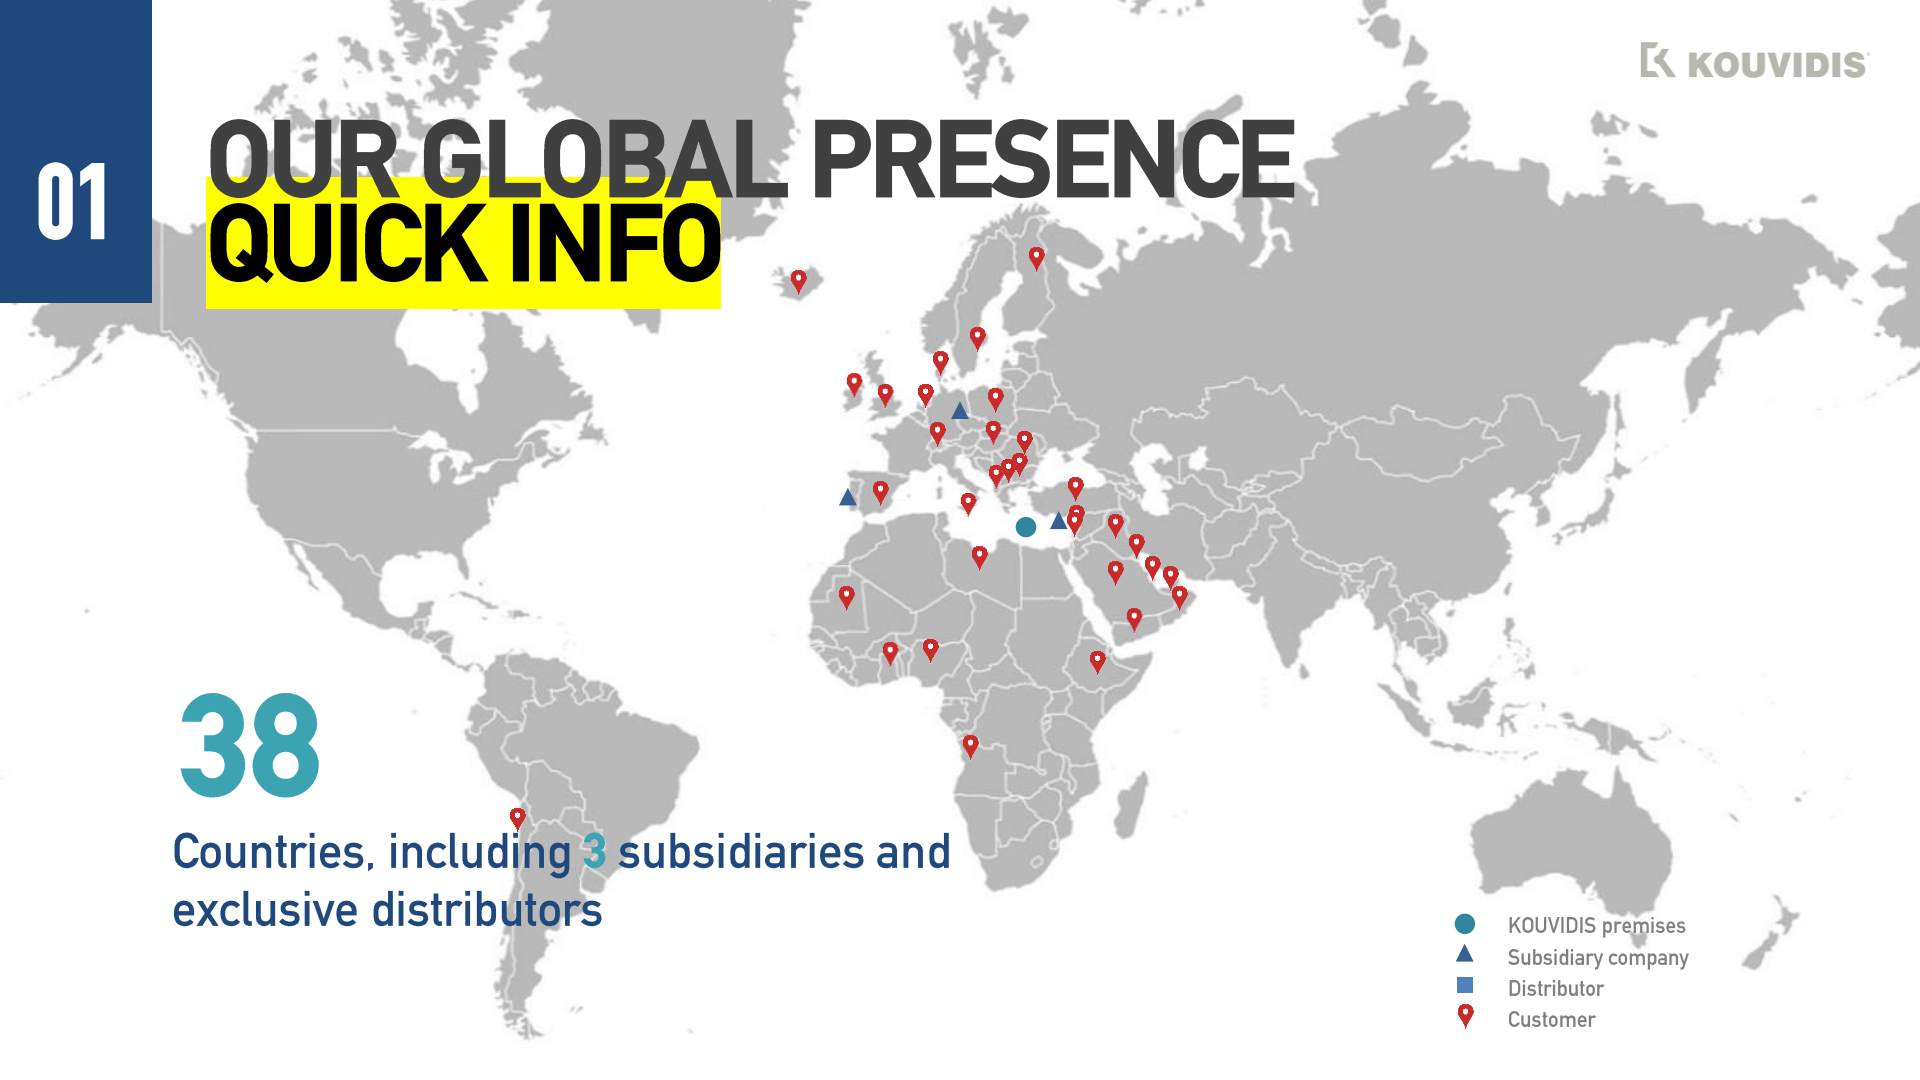 01
KOUVIDIS
OUR GLOBAL PRESENCE
QUICK INFO
38
Countries, including 3 subsidiaries and
exclusive distributors
KOUVIDIS premises
Subsidiary company
Distributor
Customer